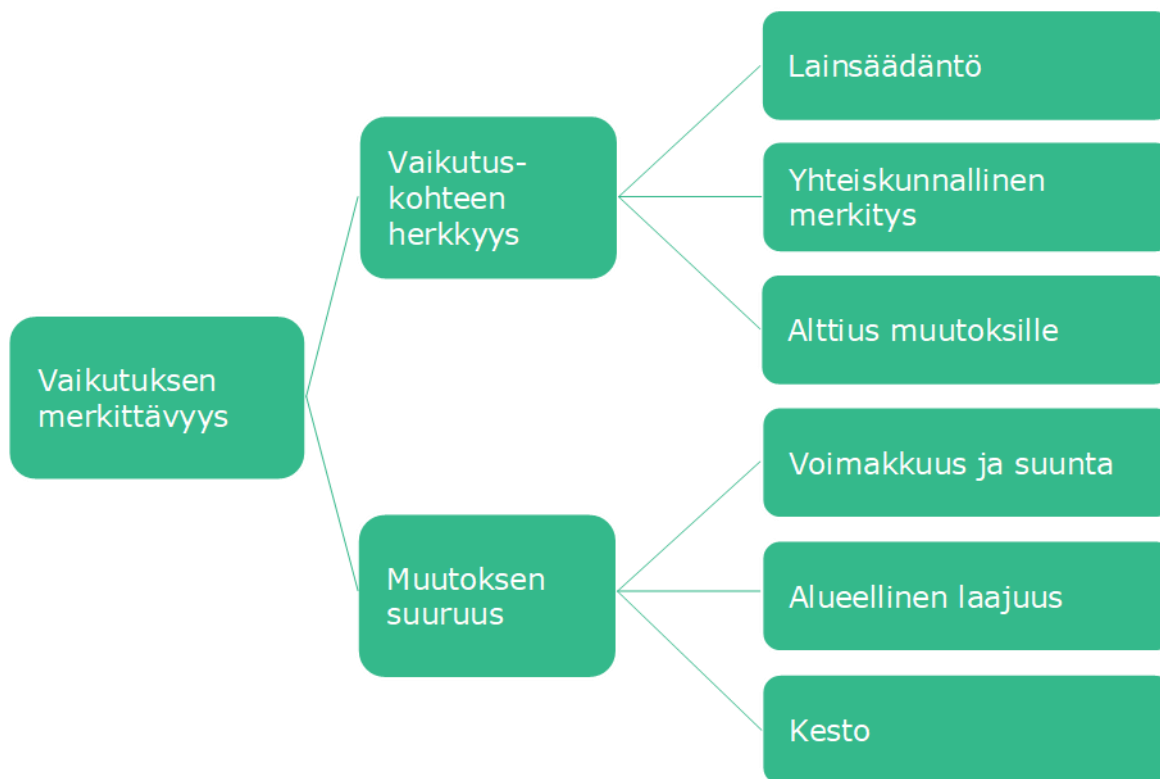 Vaikutuksen
merkittävyys
Vaikutus-
kohteen
herkkyys
Muutoksen
suuruus
Lainsäädäntö
Yhteiskunnallinen
merkitys
Alttius muutoksille
Voimakkuus ja suunta
Alueellinen laajuus
Kesto